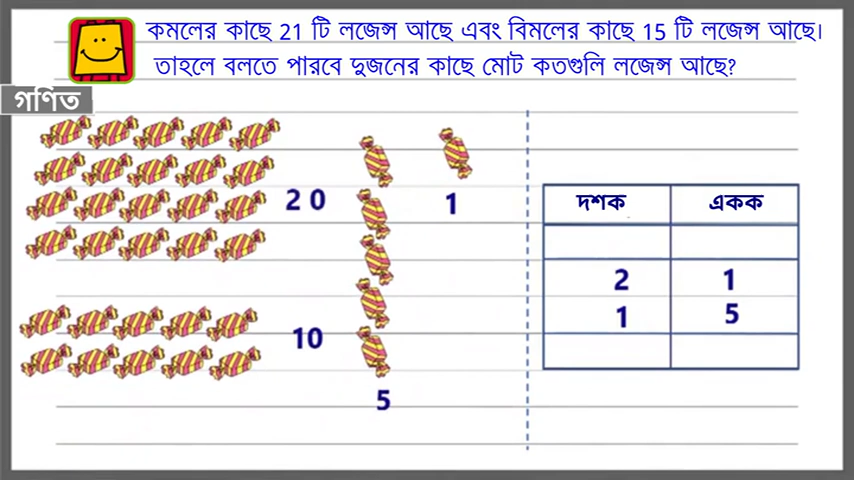 কমলের কাছে 21 টি লজেন্স আছে এবং বিমলের কাছে 15 টি লজেন্স আছে।
তাহলে বলতে পারবে দুজনের কাছে মোট কতগুলি লজেন্স আছে?
গণিত
2 0
1
10
5
দশক একক
2 1
1 5